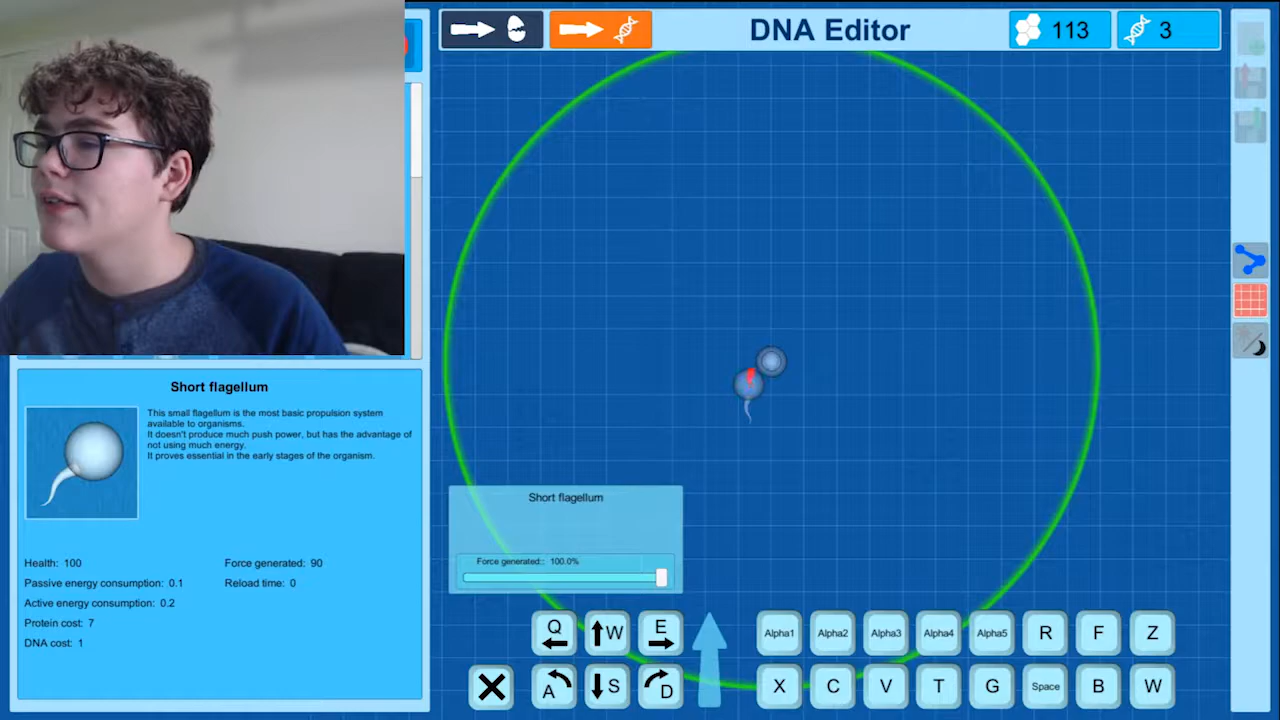 DNA Editor
113
3
Short flagellum
This small flagellum is the most basic propulsion system
available to organisms.
It doesn't produce much push power, but has the advantage of
not using much energy.
It proves essential in the early stages of the organism.
Health: 100
Force generated: 90
Passive energy consumption: 0.1
Reload time: 0
Active energy consumption: 0.2
Protein cost: 7
DNA cost: 1
Short flagellum
Force generated:: 100.0%
Q W E Alpha1 Alpha2 Alpha3 Alpha4 Alpha5 R F Z
X A S D X C V T G Space B W